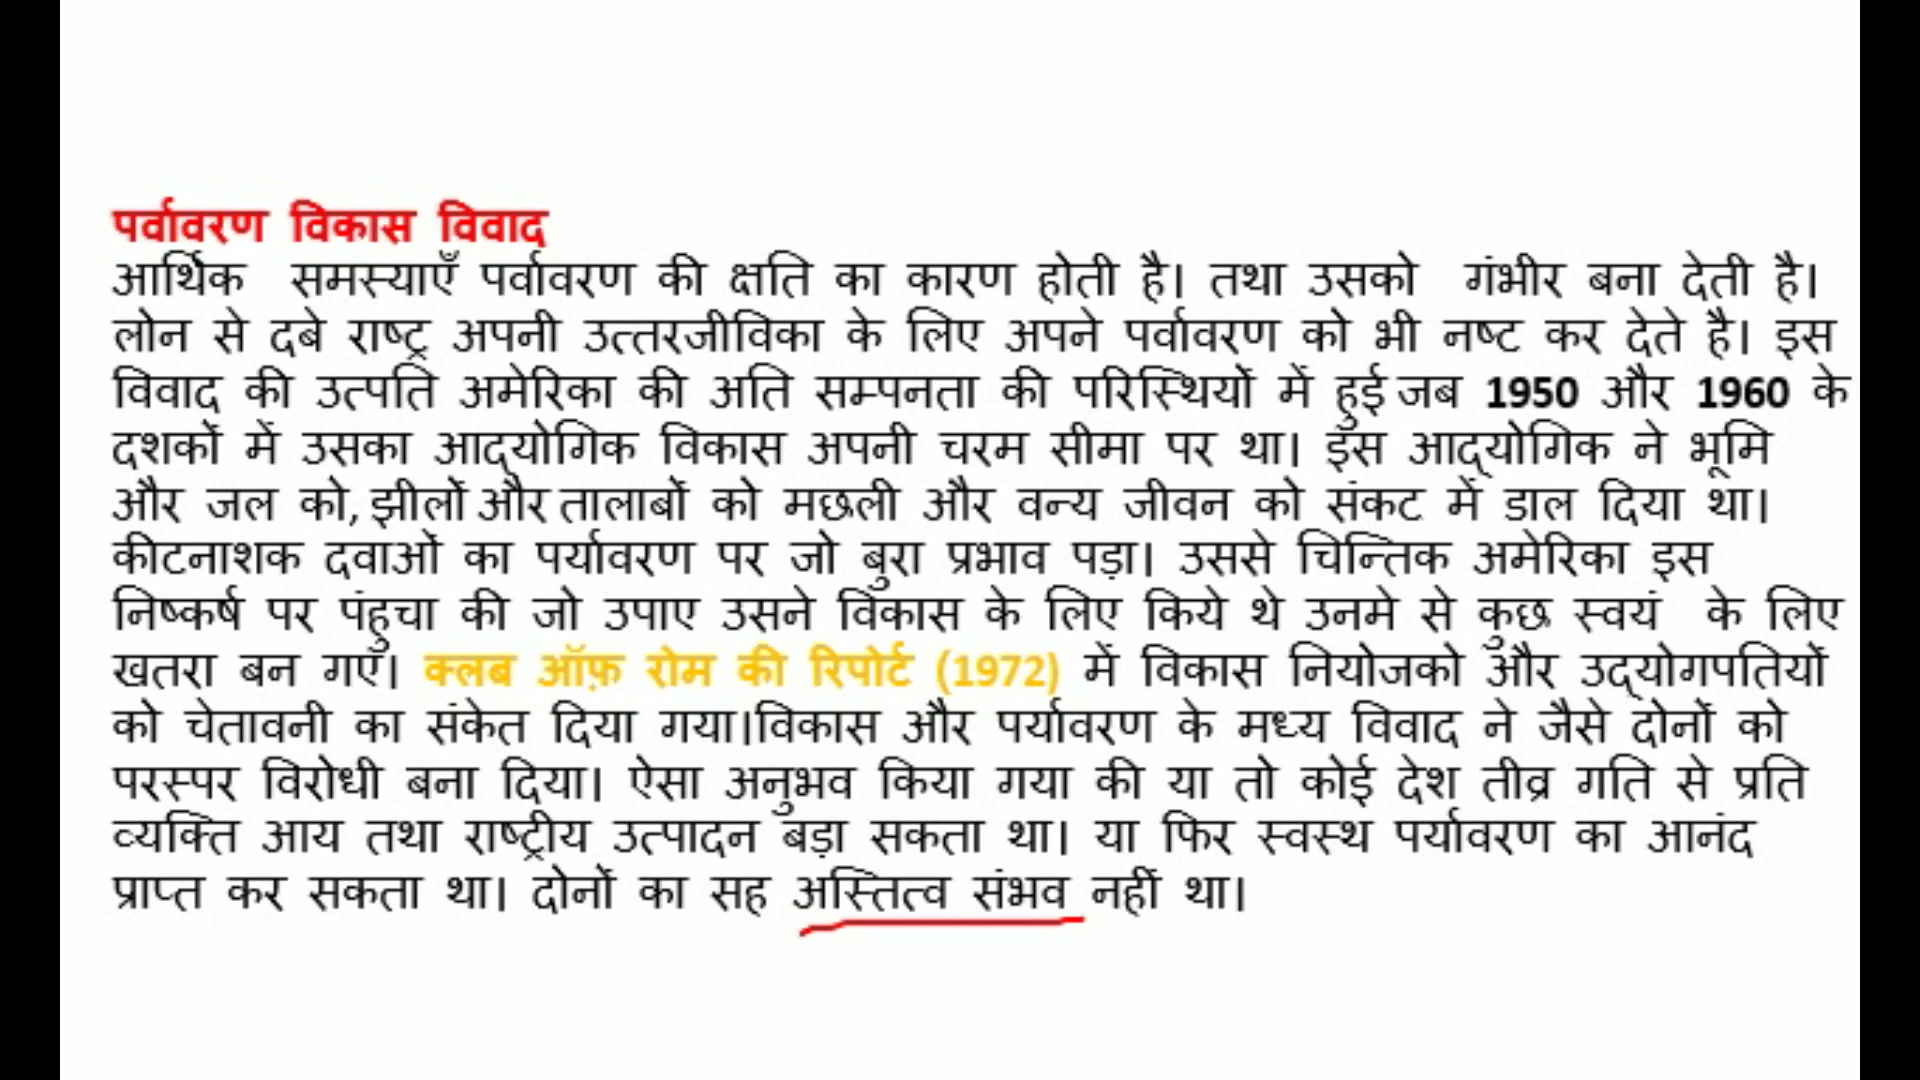 पर्वावरण विकास विवाद
आर्थिक समस्याएँ पर्वावरण की क्षति का कारण होती है। तथा उसको गंभीर बना देती है।
लोन से दबे राष्ट्र अपनी उत्तरजीविका के लिए अपने पर्वावरण को भी नष्ट कर देते है। इस
विवाद की उत्पति अमेरिका की अति सम्पनता की परिस्थियों में हुई जब 1950 और 1960 के
दशकों में उसका आद्योगिक विकास अपनी चरम सीमा पर था। इस आद्योगिक ने भूमि
और जल को, झीलों और तालाबों को मछली और वन्य जीवन को संकट में डाल दिया था।
कीटनाशक दवाओं का पर्यावरण पर जो बुरा प्रभाव पड़ा। उससे चिन्तिक अमेरिका इस
निष्कर्ष पर पंहुचा की जो उपाए उसने विकास के लिए किये थे उनमे से कुछ स्वयं के लिए
खतरा बन गए। क्लब ऑफ़ रोम की रिपोर्ट (1972) में विकास नियोजको और उद्योगपतियों
को चेतावनी का संकेत दिया गया।विकास और पर्यावरण के मध्य विवाद ने जैसे दोनों को
परस्पर विरोधी बना दिया। ऐसा अनुभव किया गया की या तो कोई देश तीव्र गति से प्रति
व्यक्ति आय तथा राष्ट्रीय उत्पादन बड़ा सकता था। या फिर स्वस्थ पर्यावरण का आनंद
प्राप्त कर सकता था। दोनों का सह अस्तित्व संभव नहीं था।